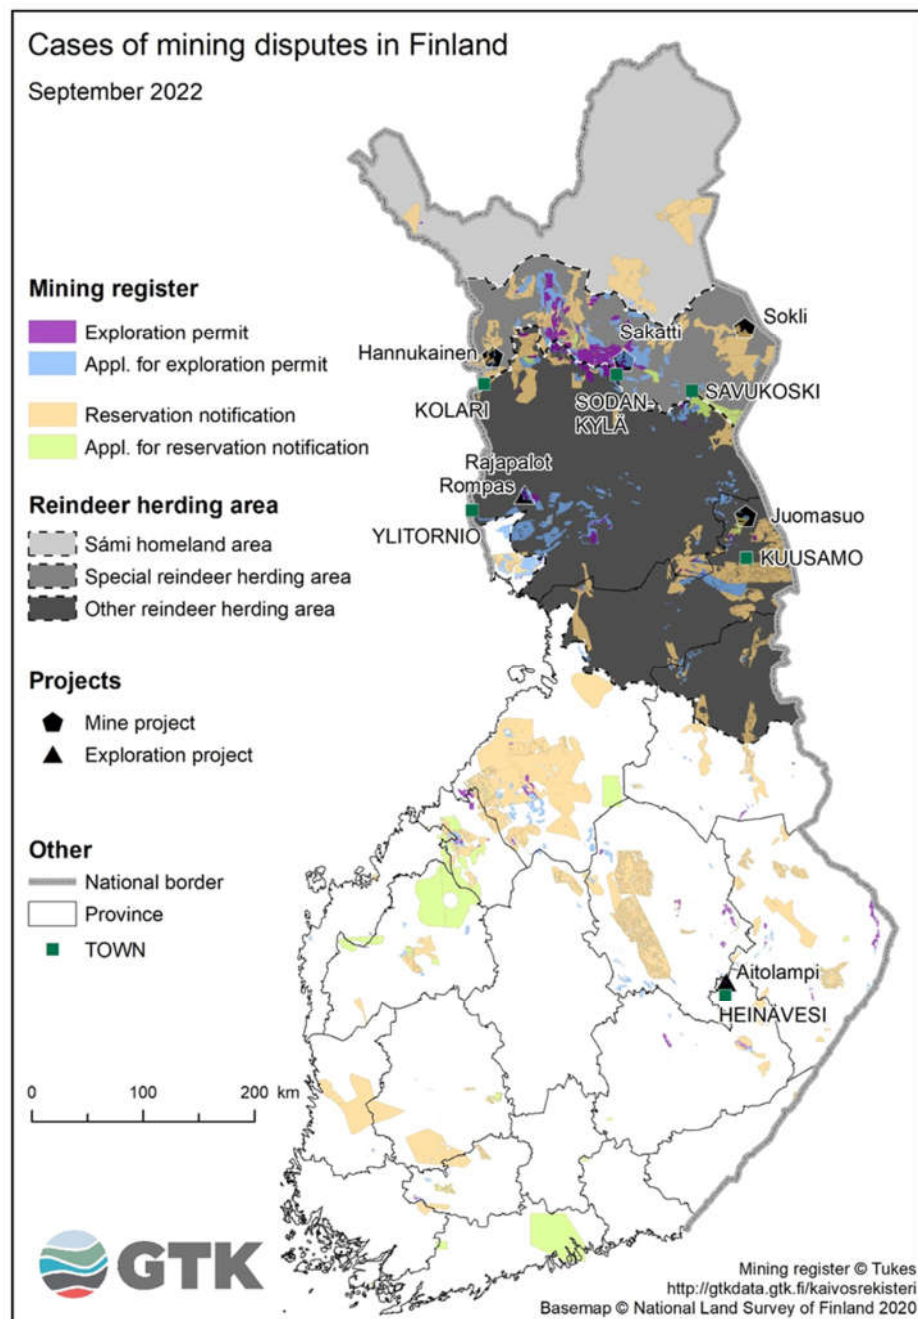 Cases of mining disputes in Finland
September 2022
Mining register
Exploration permit
Appl. for exploration permit
Reservation notification
Appl. for reservation notification
Reindeer herding area
Sámi homeland area
Special reindeer herding area
Other reindeer herding area
Projects
Mine project
Exploration project
Other
National border
Province
TOWN
0 100 200 km
Sokli
Sakatti
Hannukainen
KOLARI
SODAN-
KYLÄ
SAVUKOSKI
Rajapalot
Rompas
YLITORNIO
Juomasuo
KUUSAMO
Aitolampi
HEINÄVESI
GTK
Mining register © Tukes
http://gtkdata.gtk.fi/kaivosrekisteri
Basemap © National Land Survey of Finland 2020